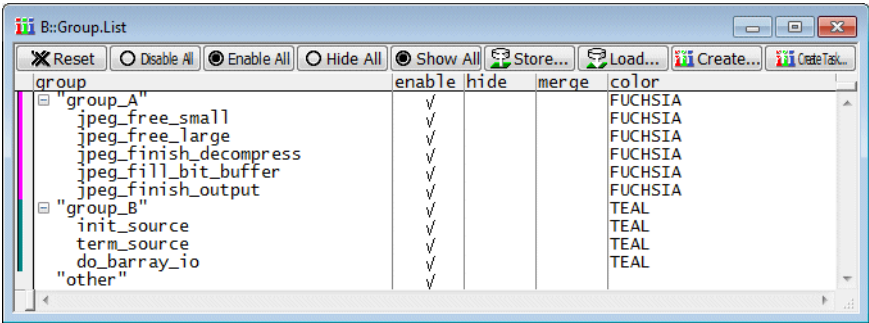 B::Group.List
Reset Disable All Enable All Hide All Show All Store... Load... Create... Create Task...
group enable hide merge color
"group_A" √ FUCHSIA
jpeg_free_small √ FUCHSIA
jpeg_free_large √ FUCHSIA
jpeg_finish_decompress √ FUCHSIA
jpeg_fill_bit_buffer √ FUCHSIA
jpeg_finish_output √ FUCHSIA
"group_B" √ TEAL
init_source √ TEAL
term_source √ TEAL
do_barray_io √ TEAL
"other" √